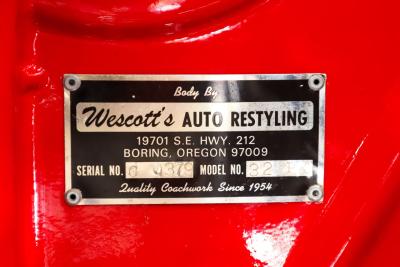 Body By
Wescott's AUTO RESTYLING
19701 S.E. HWY. 212
BORING, OREGON 97009
SERIAL NO. MODEL NO.
Quality Coachwork Since 1954